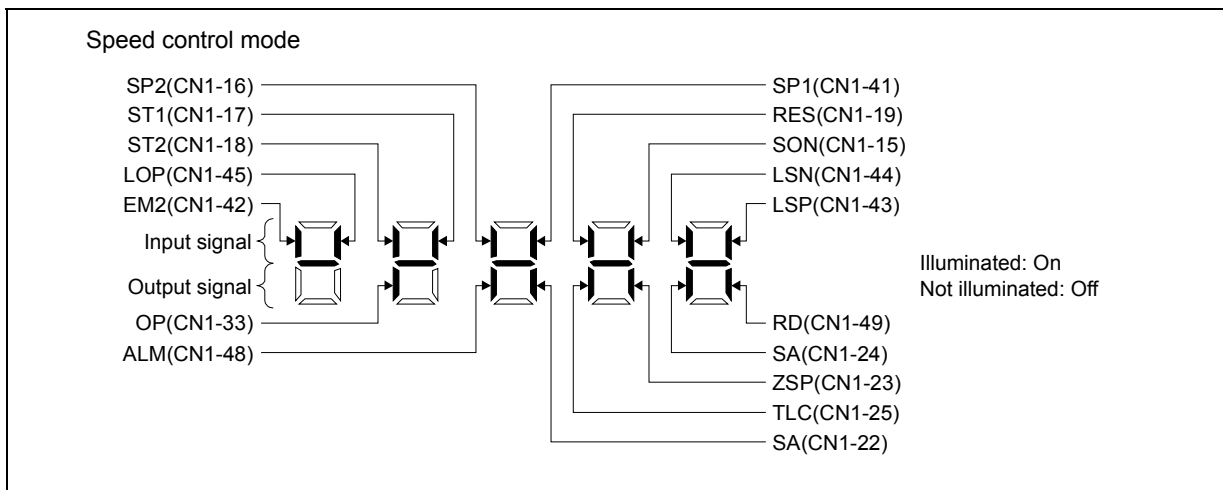 Speed control mode
SP2(CN1-16)
ST1(CN1-17)
ST2(CN1-18)
LOP(CN1-45)
EM2(CN1-42)
Input signal
Output signal
OP(CN1-33)
ALM(CN1-48)
SP1(CN1-41)
RES(CN1-19)
SON(CN1-15)
LSN(CN1-44)
LSP(CN1-43)
RD(CN1-49)
SA(CN1-24)
ZSP(CN1-23)
TLC(CN1-25)
SA(CN1-22)
Illuminated: On
Not illuminated: Off